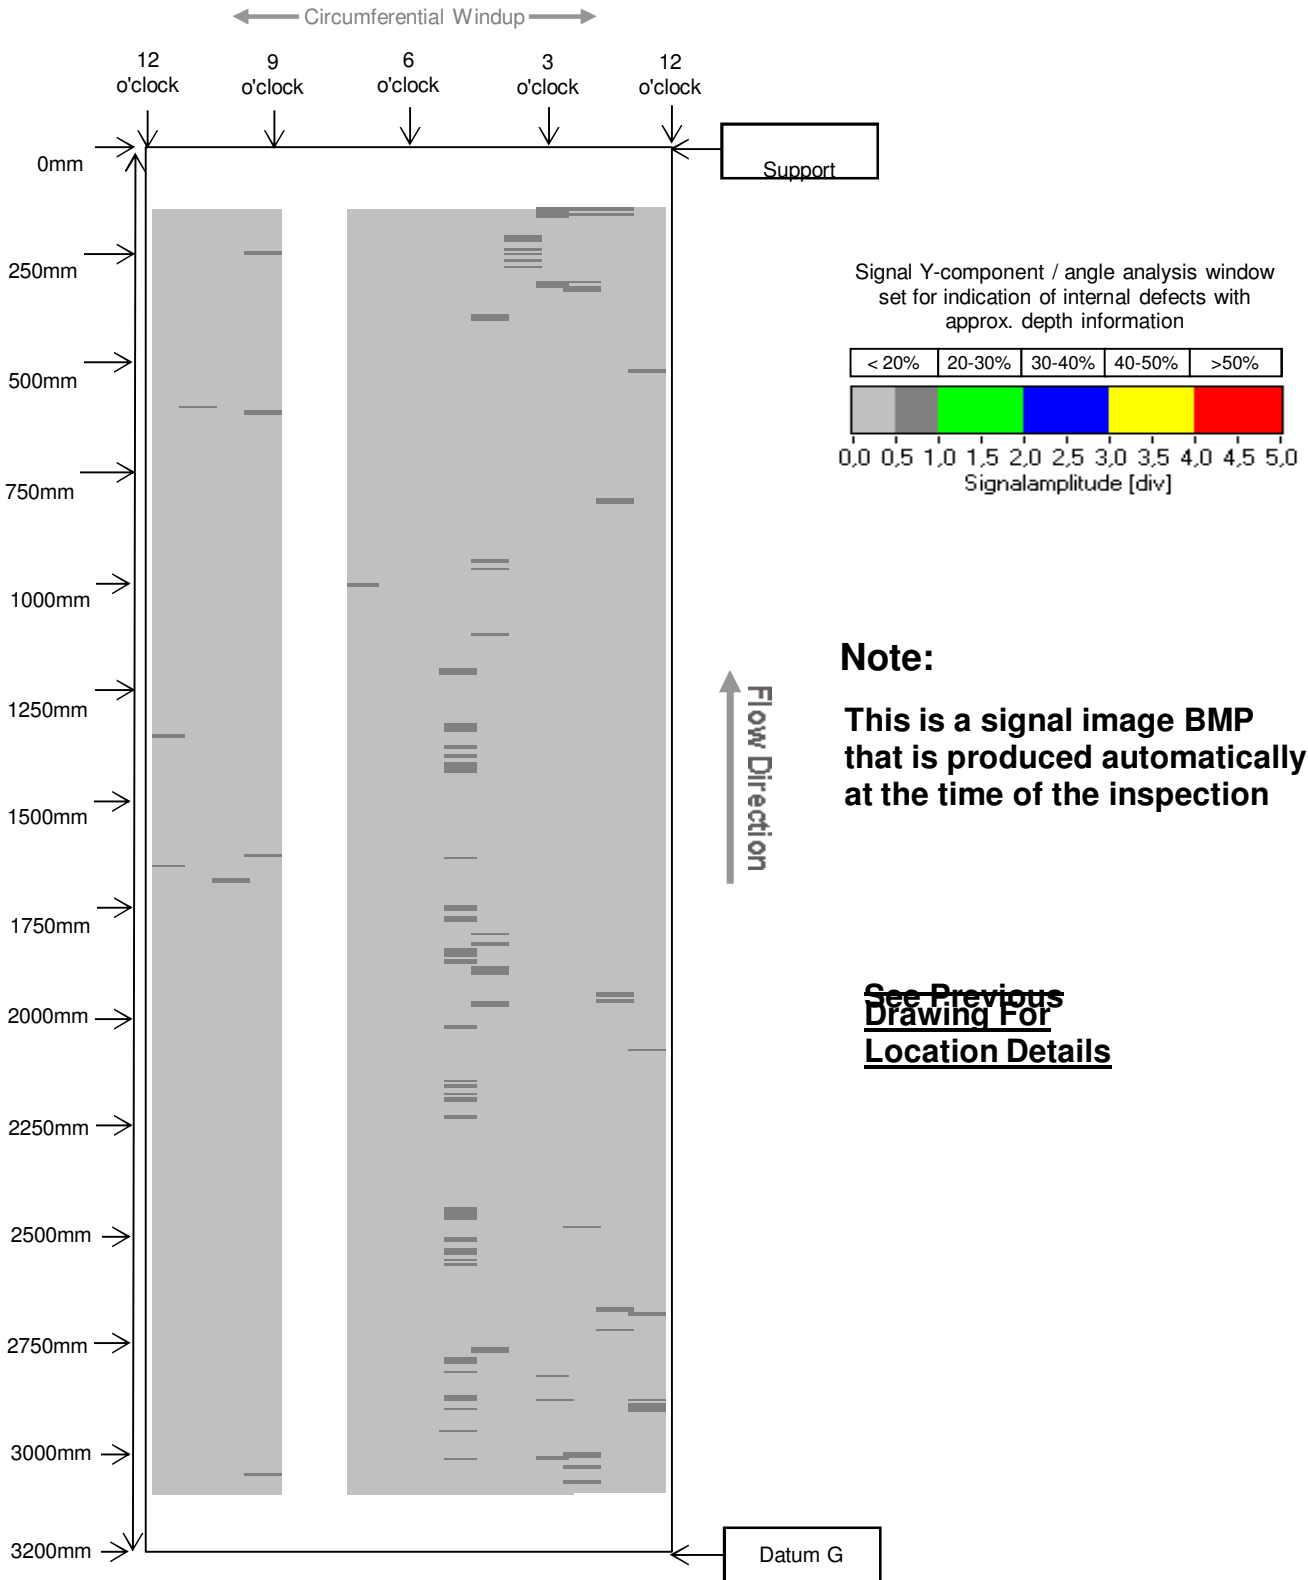 Circumferential Windup
12
o'clock
9
o'clock
6
o'clock
3
o'clock
12
o'clock
0mm
250mm
500mm
750mm
1000mm
1250mm
1500mm
1750mm
2000mm
2250mm
2500mm
2750mm
3000mm
3200mm
Support
Signal Y-component / angle analysis window
set for indication of internal defects with
approx. depth information
< 20% 20-30% 30-40% 40-50% >50%
0,0 0,5 1,0 1,5 2,0 2,5 3,0 3,5 4,0 4,5 5,0
Signalamplitude [div]
Note:
This is a signal image BMP
that is produced automatically
at the time of the inspection
Flow Direction
See Previous
Drawing For
Location Details
Datum G